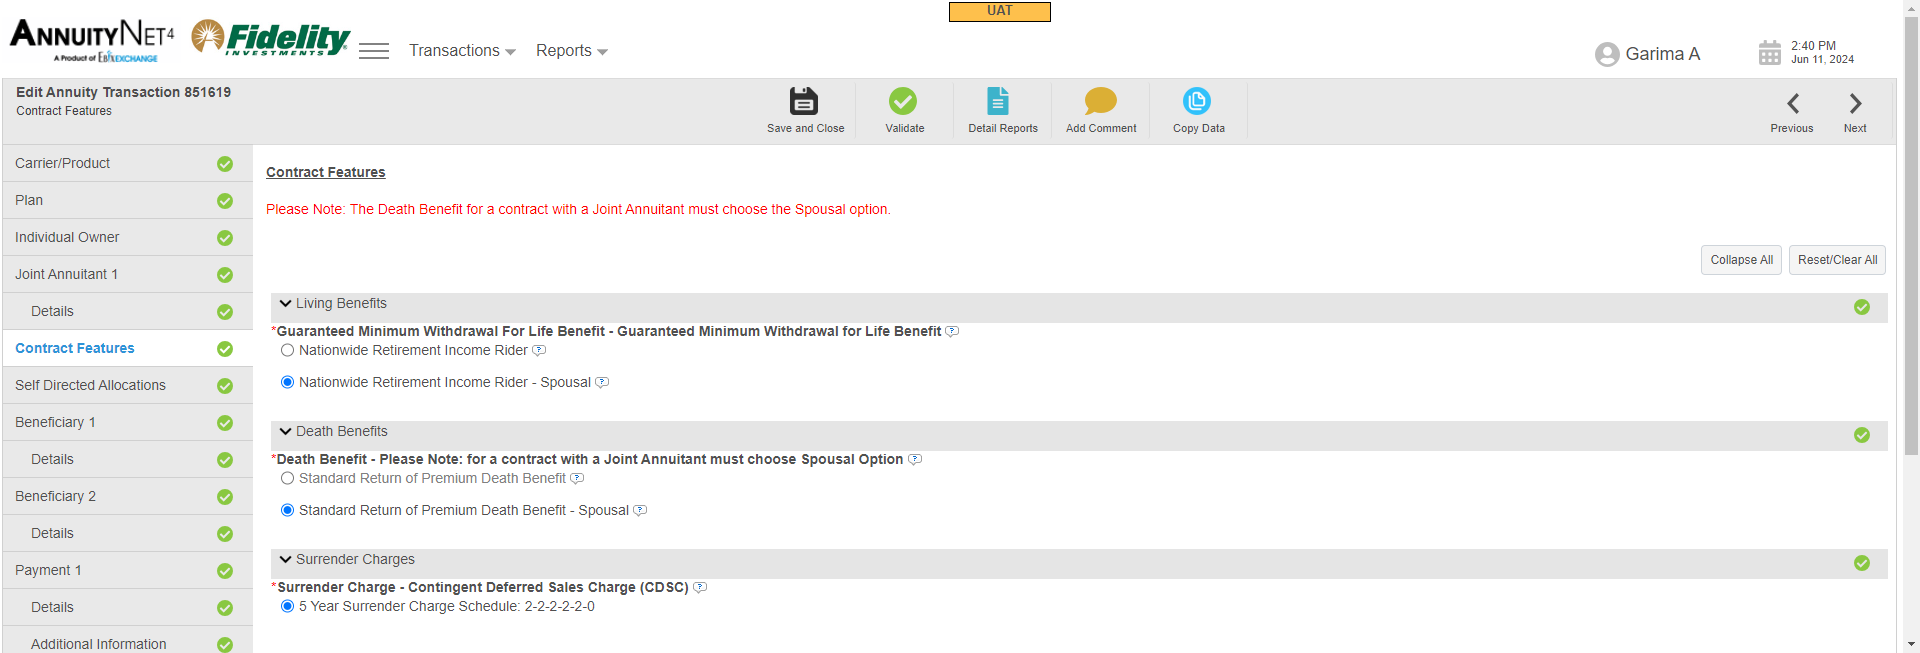 UAT
ANNUITYNET4
A Product of EbixEXCHANGE
Fidelity
INVESTMENTS
Transactions
Reports
Garima A
2:40 PM
Jun 11, 2024
Edit Annuity Transaction 851619
Contract Features
Save and Close
Validate
Detail Reports
Add Comment
Copy Data
Previous
Next
Carrier/Product
Plan
Individual Owner
Joint Annuitant 1
Details
Contract Features
Self Directed Allocations
Beneficiary 1
Details
Beneficiary 2
Details
Payment 1
Details
Additional Information
Contract Features
Please Note: The Death Benefit for a contract with a Joint Annuitant must choose the Spousal option.
Collapse All
Reset/Clear All
Living Benefits
*Guaranteed Minimum Withdrawal For Life Benefit - Guaranteed Minimum Withdrawal for Life Benefit
Nationwide Retirement Income Rider
Nationwide Retirement Income Rider - Spousal
Death Benefits
*Death Benefit - Please Note: for a contract with a Joint Annuitant must choose Spousal Option
Standard Return of Premium Death Benefit
Standard Return of Premium Death Benefit - Spousal
Surrender Charges
*Surrender Charge - Contingent Deferred Sales Charge (CDSC)
5 Year Surrender Charge Schedule: 2-2-2-2-2-0